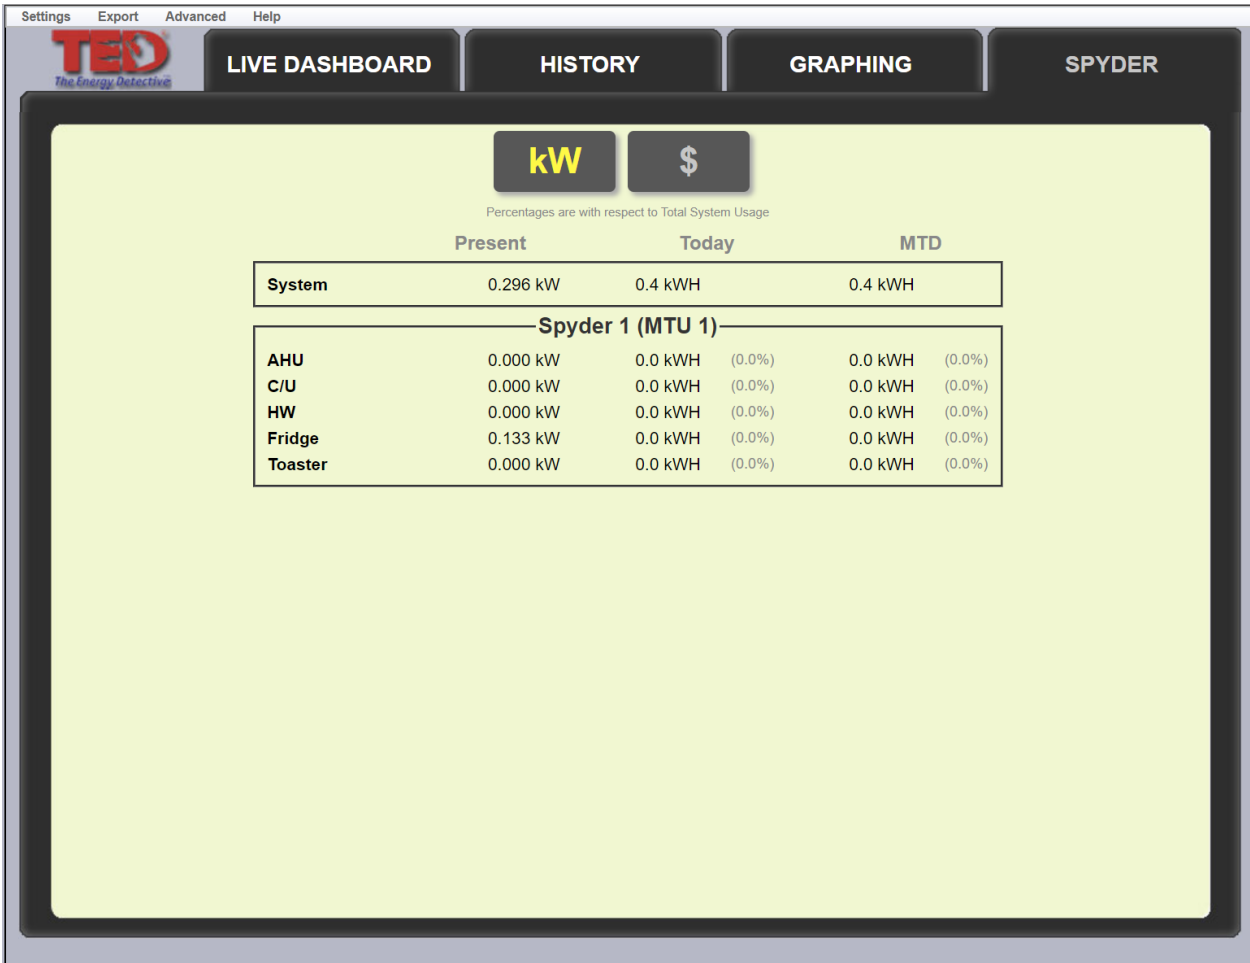 Settings Export Advanced Help
TED
The Energy Detective
LIVE DASHBOARD HISTORY GRAPHING SPYDER
kW $
Percentages are with respect to Total System Usage
Present Today MTD
System 0.296 kW 0.4 kWH 0.4 kWH
Spyder 1 (MTU 1)
AHU 0.000 kW 0.0 kWH (0.0%) 0.0 kWH (0.0%)
C/U 0.000 kW 0.0 kWH (0.0%) 0.0 kWH (0.0%)
HW 0.000 kW 0.0 kWH (0.0%) 0.0 kWH (0.0%)
Fridge 0.133 kW 0.0 kWH (0.0%) 0.0 kWH (0.0%)
Toaster 0.000 kW 0.0 kWH (0.0%) 0.0 kWH (0.0%)